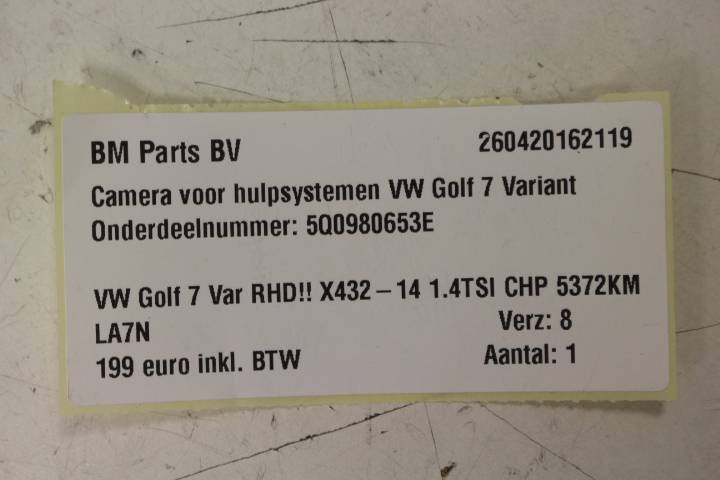 BM Parts BV 260420162119
Camera voor hulpsystemen VW Golf 7 Variant
Onderdeelnummer: 5Q0980653E
VW Golf 7 Var RHD!! X432-14 1.4TSI CHP 5372KM
LA7N Verz: 8
199 euro inkl. BTW Aantal: 1